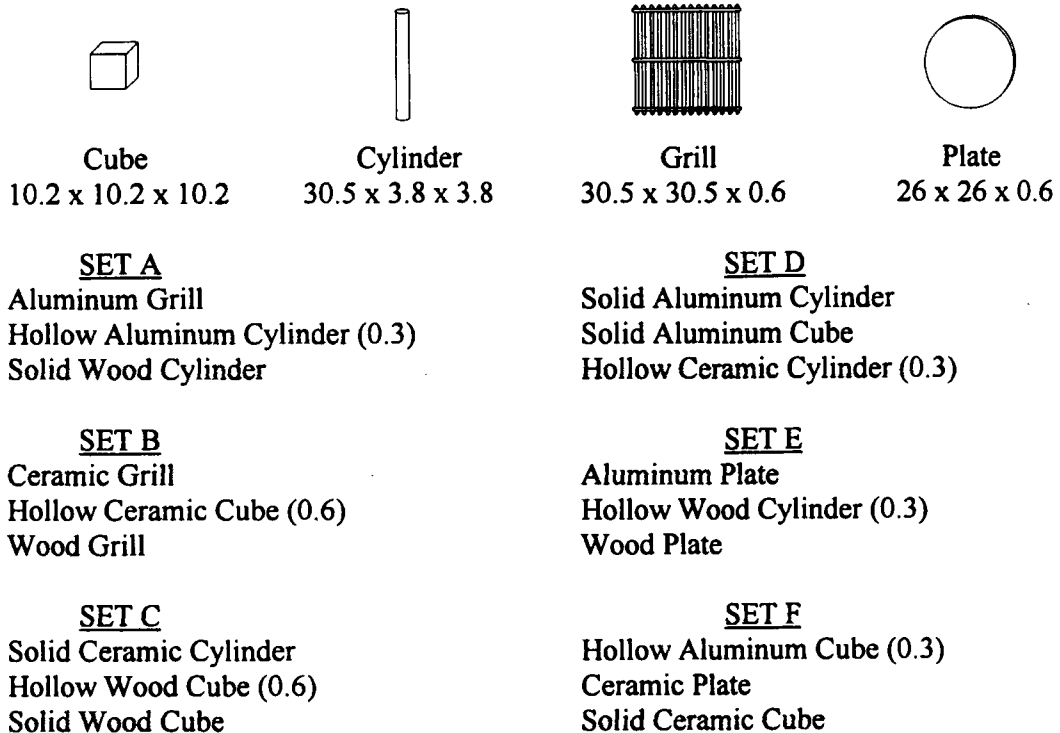 Cube
10.2 x 10.2 x 10.2
Cylinder
30.5 x 3.8 x 3.8
Grill
30.5 x 30.5 x 0.6
Plate
26 x 26 x 0.6
SET A
Aluminum Grill
Hollow Aluminum Cylinder (0.3)
Solid Wood Cylinder
SET B
Ceramic Grill
Hollow Ceramic Cube (0.6)
Wood Grill
SET C
Solid Ceramic Cylinder
Hollow Wood Cube (0.6)
Solid Wood Cube
SET D
Solid Aluminum Cylinder
Solid Aluminum Cube
Hollow Ceramic Cylinder (0.3)
SET E
Aluminum Plate
Hollow Wood Cylinder (0.3)
Wood Plate
SET F
Hollow Aluminum Cube (0.3)
Ceramic Plate
Solid Ceramic Cube